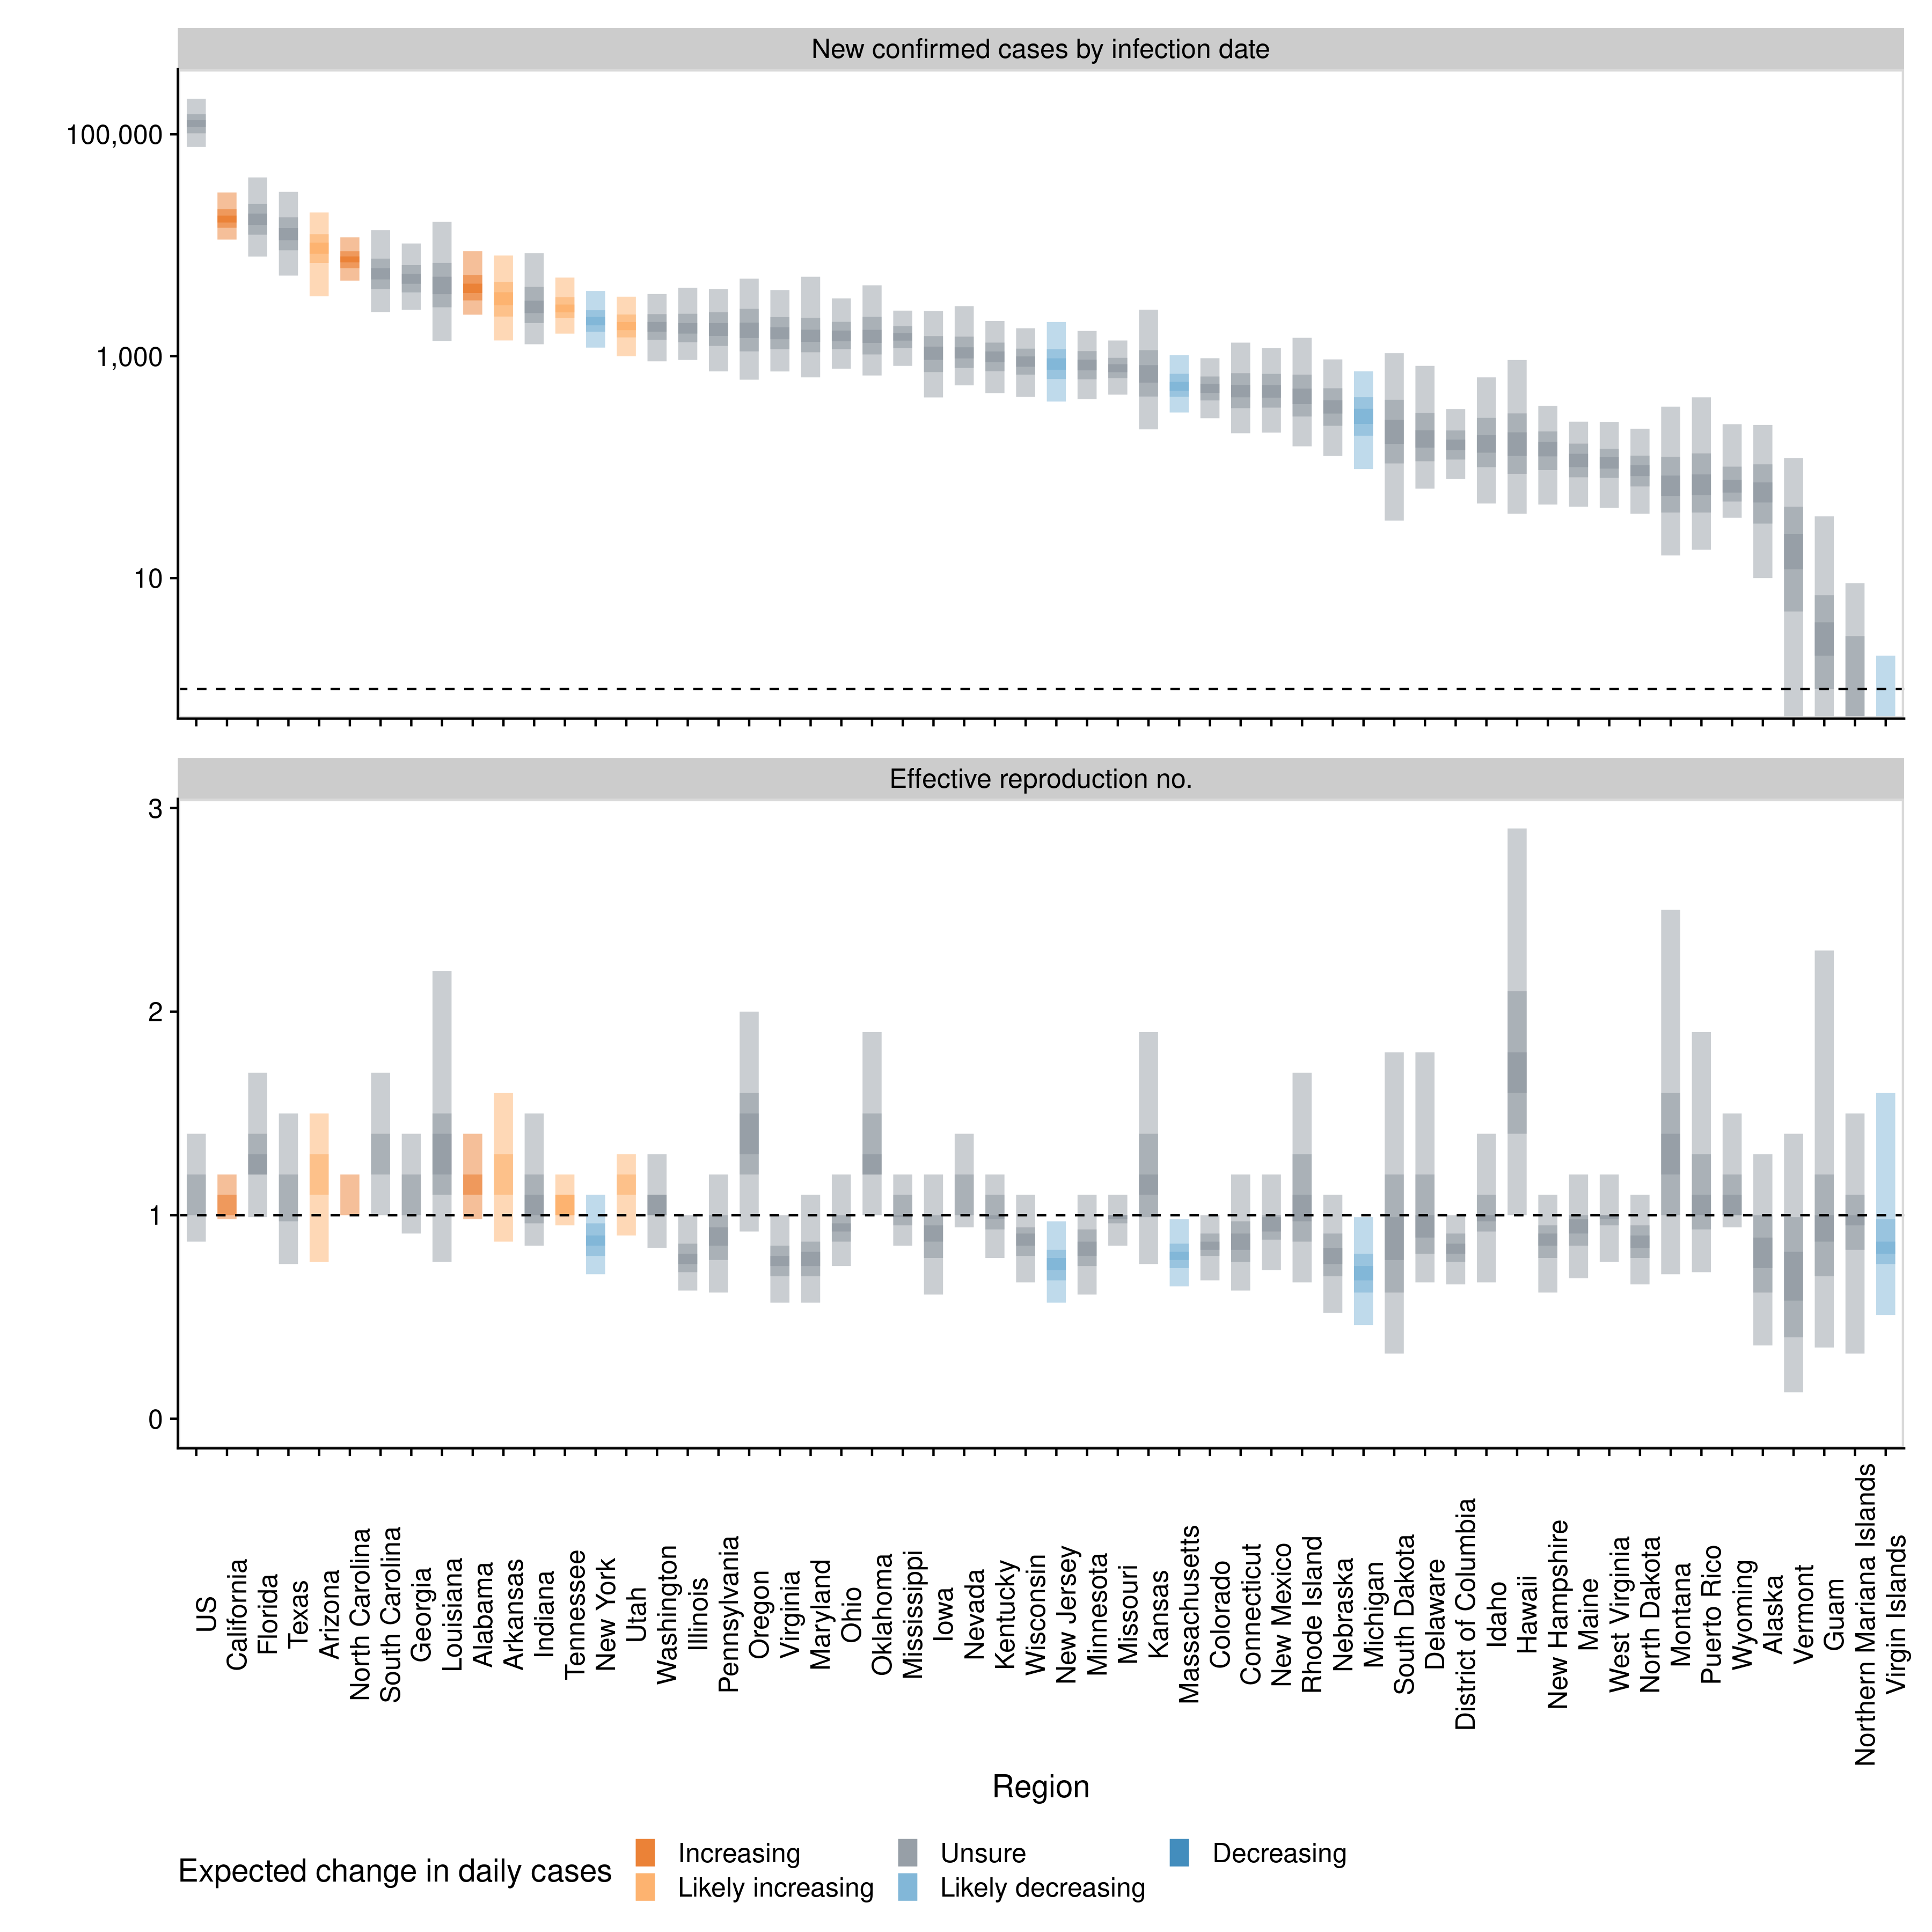 New confirmed cases by infection date
100,000
1,000
10
Effective reproduction no.
3
2
1
0
US
California
Florida
Texas
Arizona
North Carolina
South Carolina
Georgia
Louisiana
Alabama
Arkansas
Indiana
Tennessee
New York
Utah
Washington
Illinois
Pennsylvania
Oregon
Virginia
Maryland
Ohio
Oklahoma
Mississippi
Iowa
Nevada
Kentucky
Wisconsin
New Jersey
Minnesota
Missouri
Kansas
Massachusetts
Colorado
Connecticut
New Mexico
Rhode Island
Nebraska
Michigan
South Dakota
Delaware
District of Columbia
Idaho
Hawaii
New Hampshire
Maine
West Virginia
North Dakota
Montana
Puerto Rico
Wyoming
Alaska
Vermont
Guam
Northern Mariana Islands
Virgin Islands
Region
Expected change in daily cases
Increasing
Likely increasing
Unsure
Likely decreasing
Decreasing